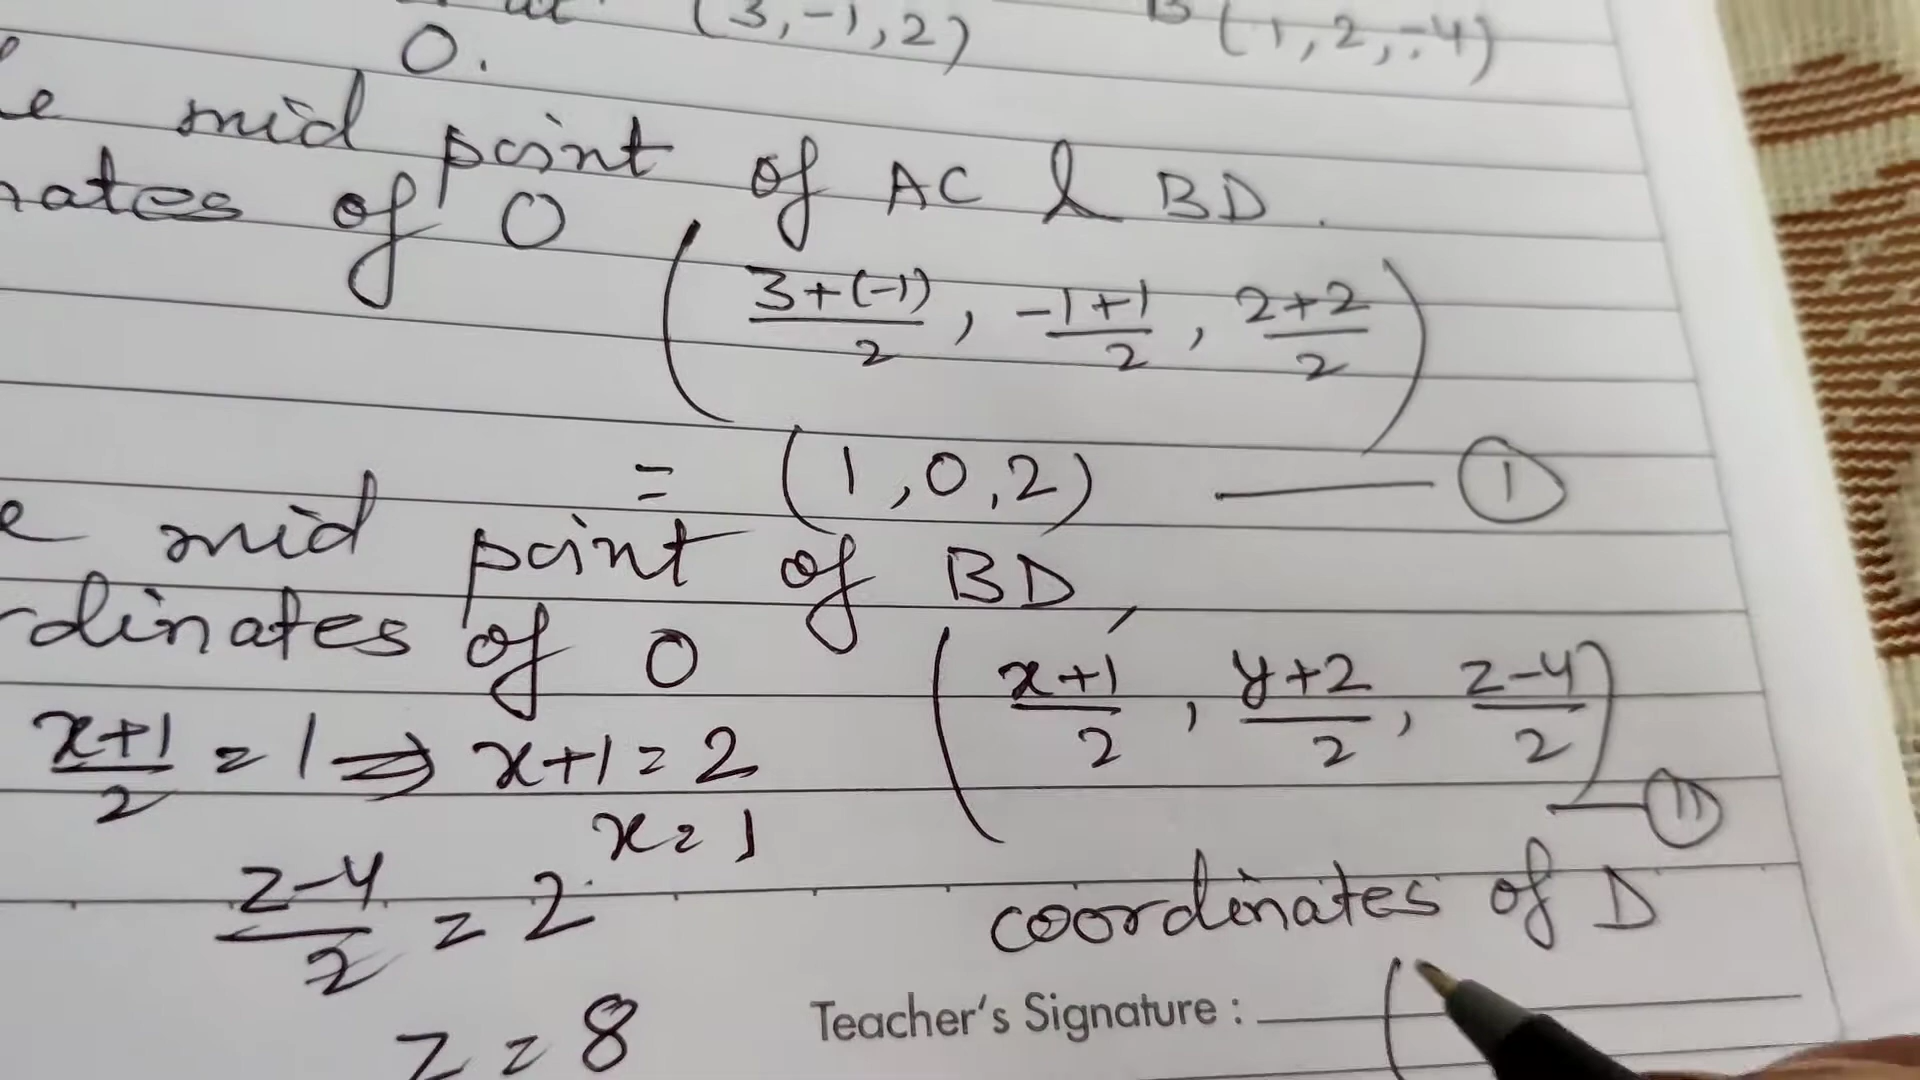 (3,-1,2) B(1,2,-4)
O.
mid point of AC & BD.
of O
(3+(-1)/2, -1+1/2, 2+2/2)
= (1,0,2) — I
mid point of BD,
of O (x+1/2, y+2/2, z-4/2)
x+1/2 = 1 ⇒ x+1=2
— II
x=1
z-4/2 = 2
coordinates of D
z=8
Teacher's Signature : (